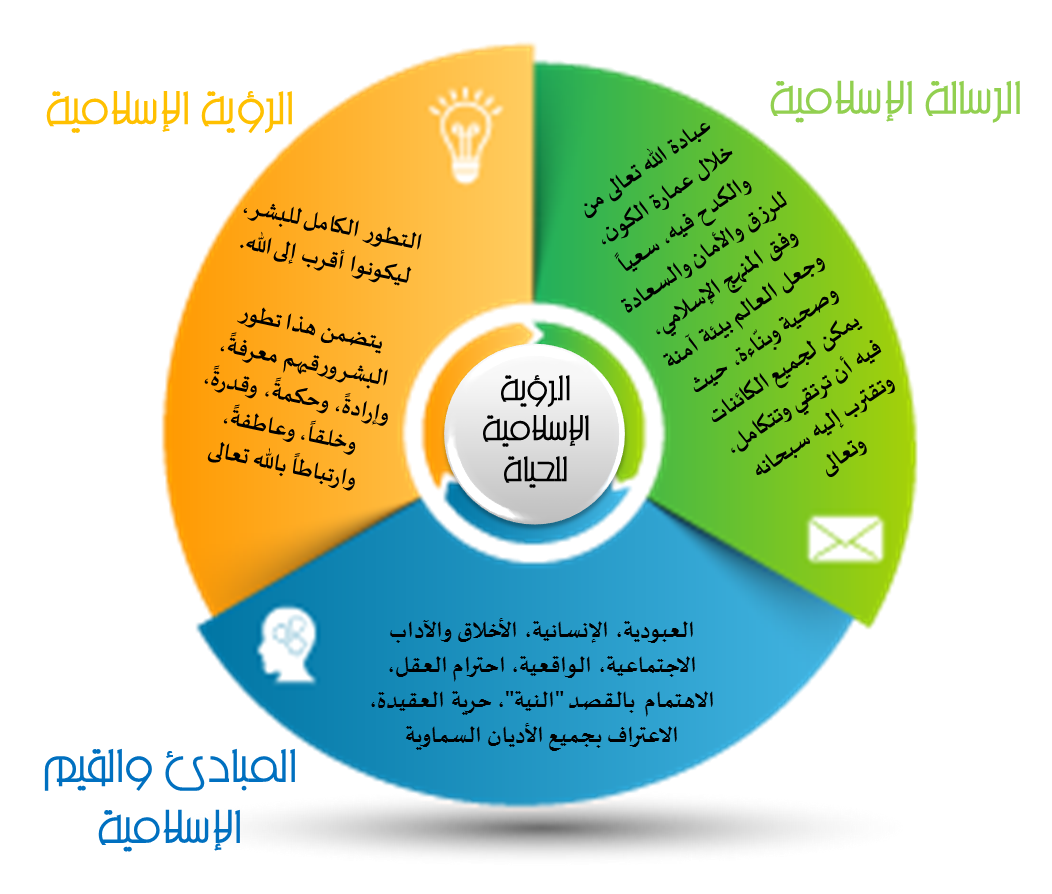 الرسالة الإسلامية
عبادة الله تعالى من
خلال عمارة الكون،
والكدح فيه، سعياً
للرزق والأمان والسعادة
وفق المنهج الإسلامي،
وجعل العالم بيئة آمنة
وصحية وبنّاءة، حيث
يمكن لجميع الكائنات
فيه أن ترتقي وتتكامل،
وتقترب إليه سبحانه
وتعالى
الرؤية الإسلامية
التطور الكامل للبشر،
ليكونوا أقرب إلى الله.
يتضمن هذا تطور
البشر ورقيهم معرفةً،
وإرادةً، وحكمةً، وقدرةً،
وخلقاً، وعاطفةً،
وارتباطاً بالله تعالى
الرؤية
الإسلامية
للحياة
العبودية، الإنسانية، الأخلاق والآداب
الاجتماعية، الواقعية، احترام العقل،
الاهتمام بالقصد "النية"، حرية العقيدة،
الاعتراف بجميع الأديان السماوية
المبادئ والقيم
الإسلامية